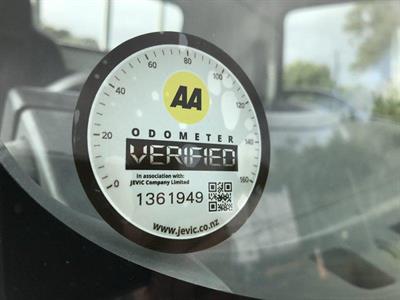 0
20
40
60
80
100
120
140
160
AA
ODOMETER
VERIFIED
In association with:
JEVIC Company Limited
1361949
www.jevic.co.nz